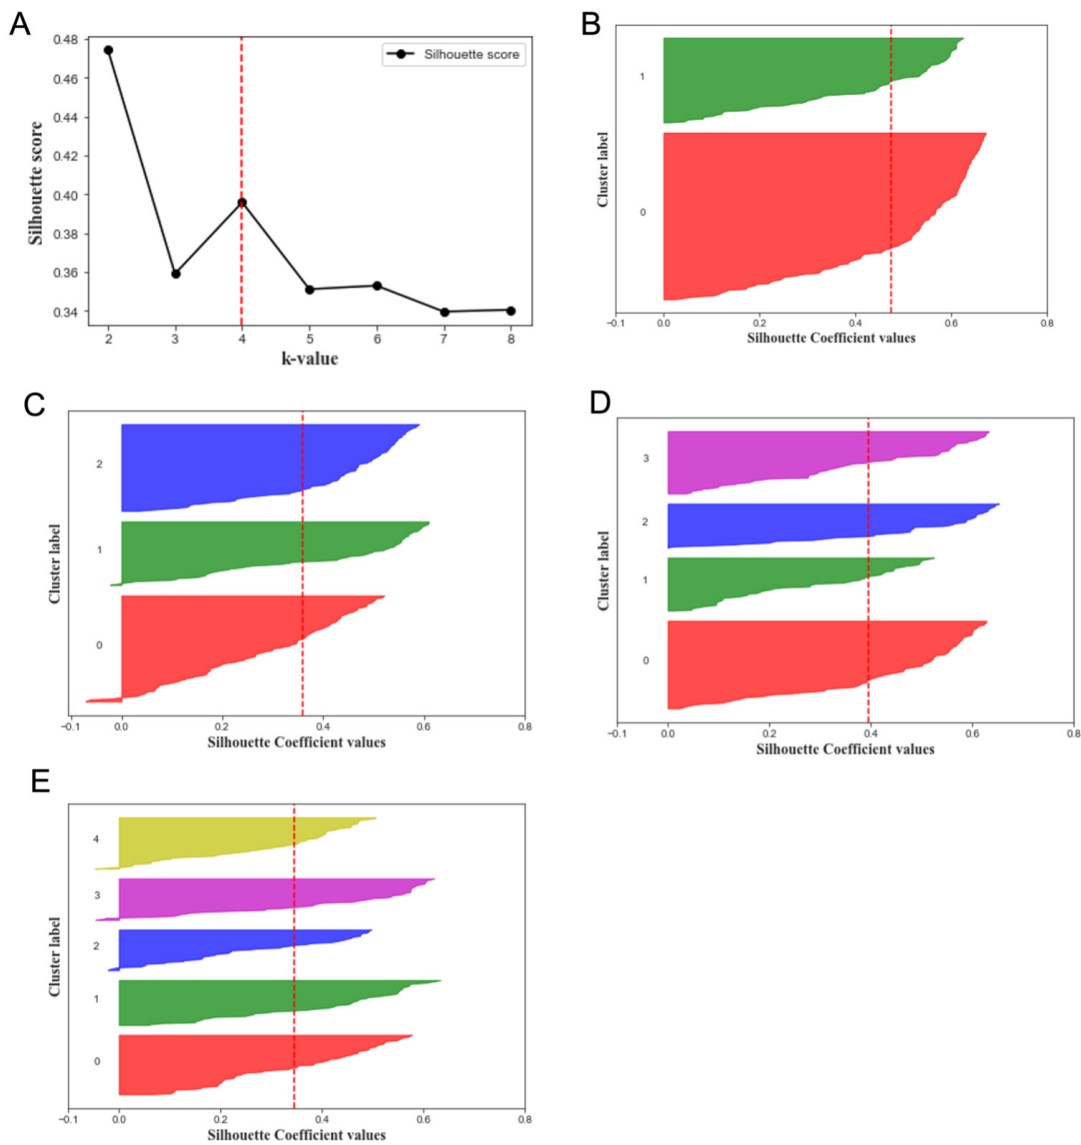 A
Silhouette score
0.48
0.46
0.44
0.42
0.40
0.38
0.36
0.34
Silhouette score
2 3 4 5 6 7 8
k-value
B
Cluster label
1
0
−0.1 0.0 0.2 0.4 0.6 0.8
Silhouette Coefficient values
C
Cluster label
2
1
0
−0.1 0.0 0.2 0.4 0.6 0.8
Silhouette Coefficient values
D
Cluster label
3
2
1
0
−0.1 0.0 0.2 0.4 0.6 0.8
Silhouette Coefficient values
E
Cluster label
4
3
2
1
0
−0.1 0.0 0.2 0.4 0.6 0.8
Silhouette Coefficient values